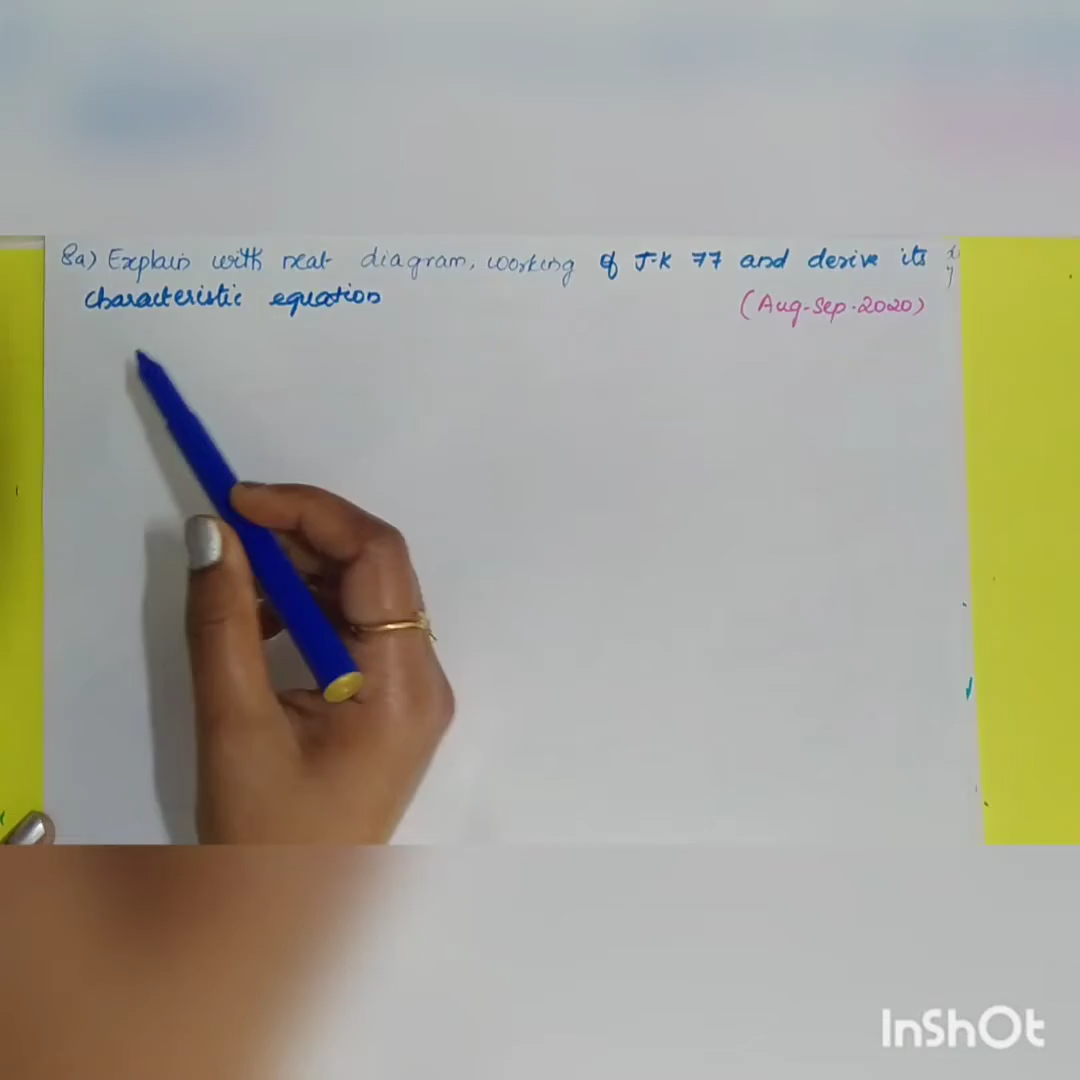 8a) Explain with neat diagram, working of J-K FF and derive its
characteristic equation
(Aug-Sep.2020)
InShOt